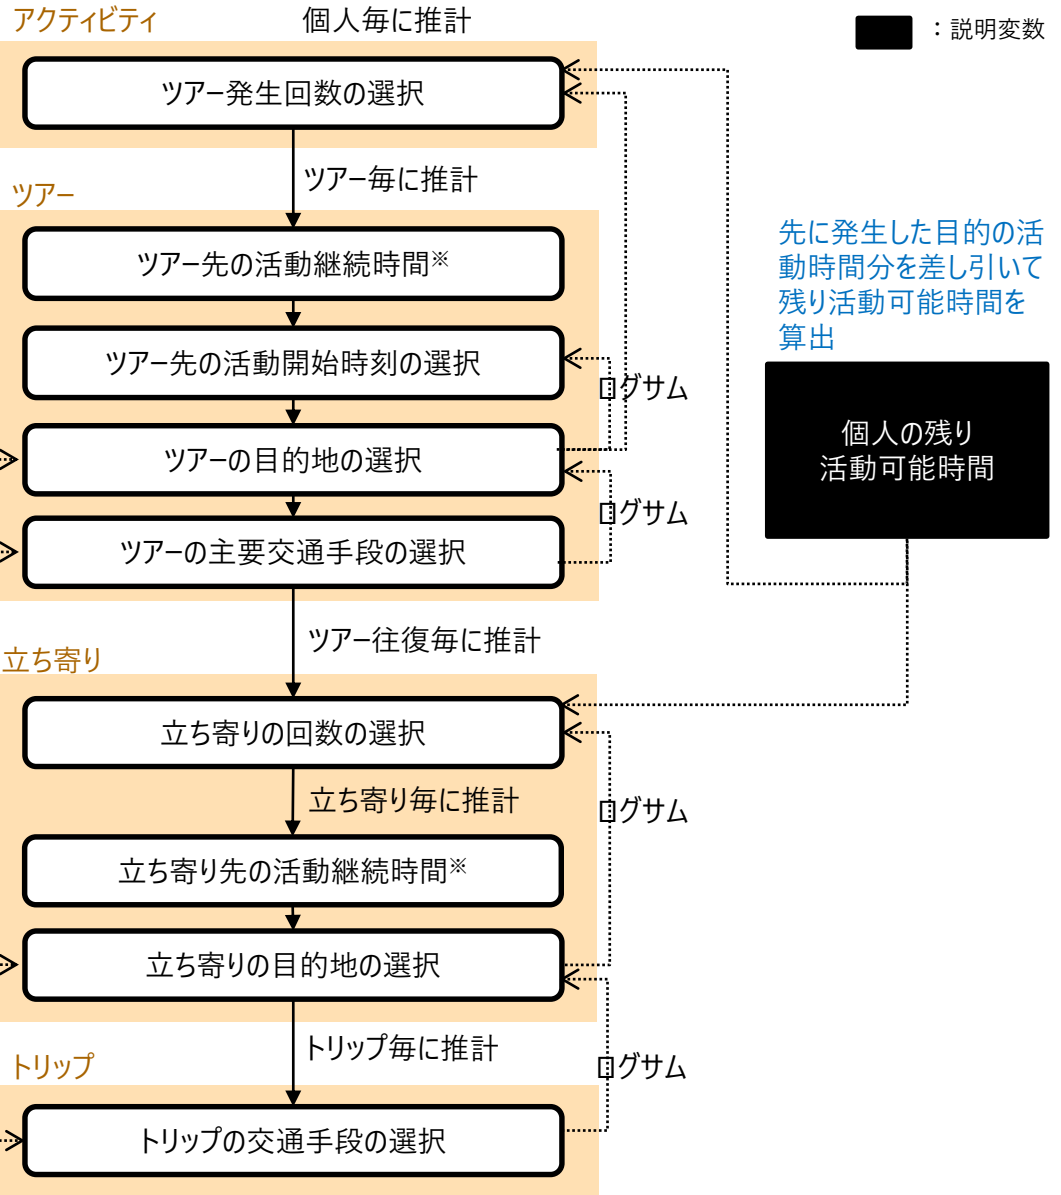 アクティビティ
個人毎に推計
：説明変数
ツアー発生回数の選択
ツアー毎に推計
ツアー
先に発生した目的の活
動時間分を差し引いて
残り活動可能時間を
算出
ツアー先の活動継続時間※
ツアー先の活動開始時刻の選択
ログサム
個人の残り
活動可能時間
ツアーの目的地の選択
ログサム
ツアーの主要交通手段の選択
ツアー往復毎に推計
立ち寄り
立ち寄りの回数の選択
立ち寄り毎に推計
ログサム
立ち寄り先の活動継続時間※
立ち寄りの目的地の選択
トリップ毎に推計
トリップ
ログサム
トリップの交通手段の選択